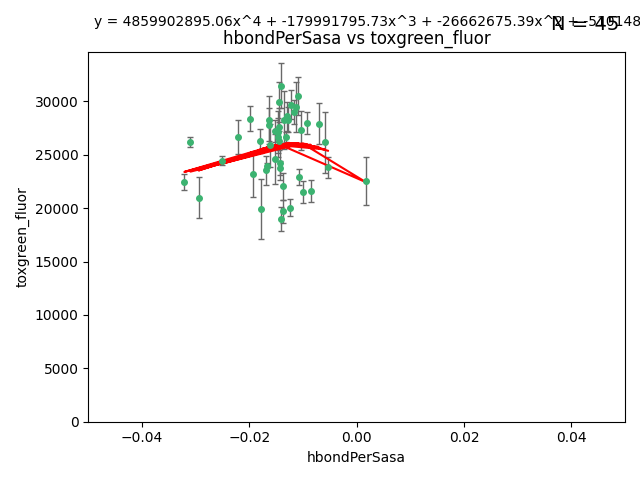 y = 4859902895.06x^4 + -179991795.73x^3 + -26662675.39x^2 +
N = 45
hbondPerSasa vs toxgreen_fluor
toxgreen_fluor
30000
25000
20000
15000
10000
5000
0
-0.04
-0.02
0.00
0.02
0.04
hbondPerSasa